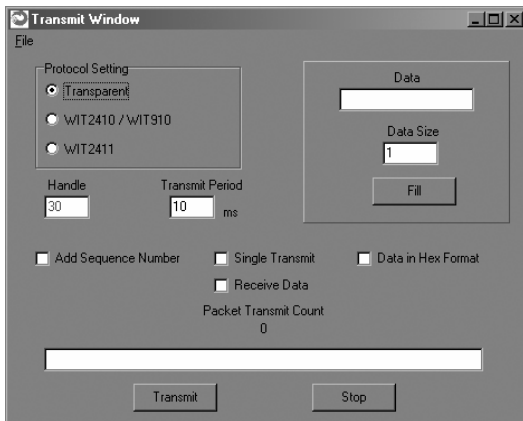 Transmit Window
File
Protocol Setting
Transparent
WIT2410 / WIT910
WIT2411
Data
Data Size
1
Fill
Handle
30
Transmit Period
10 ms
Add Sequence Number
Single Transmit
Data in Hex Format
Receive Data
Packet Transmit Count
0
Transmit
Stop